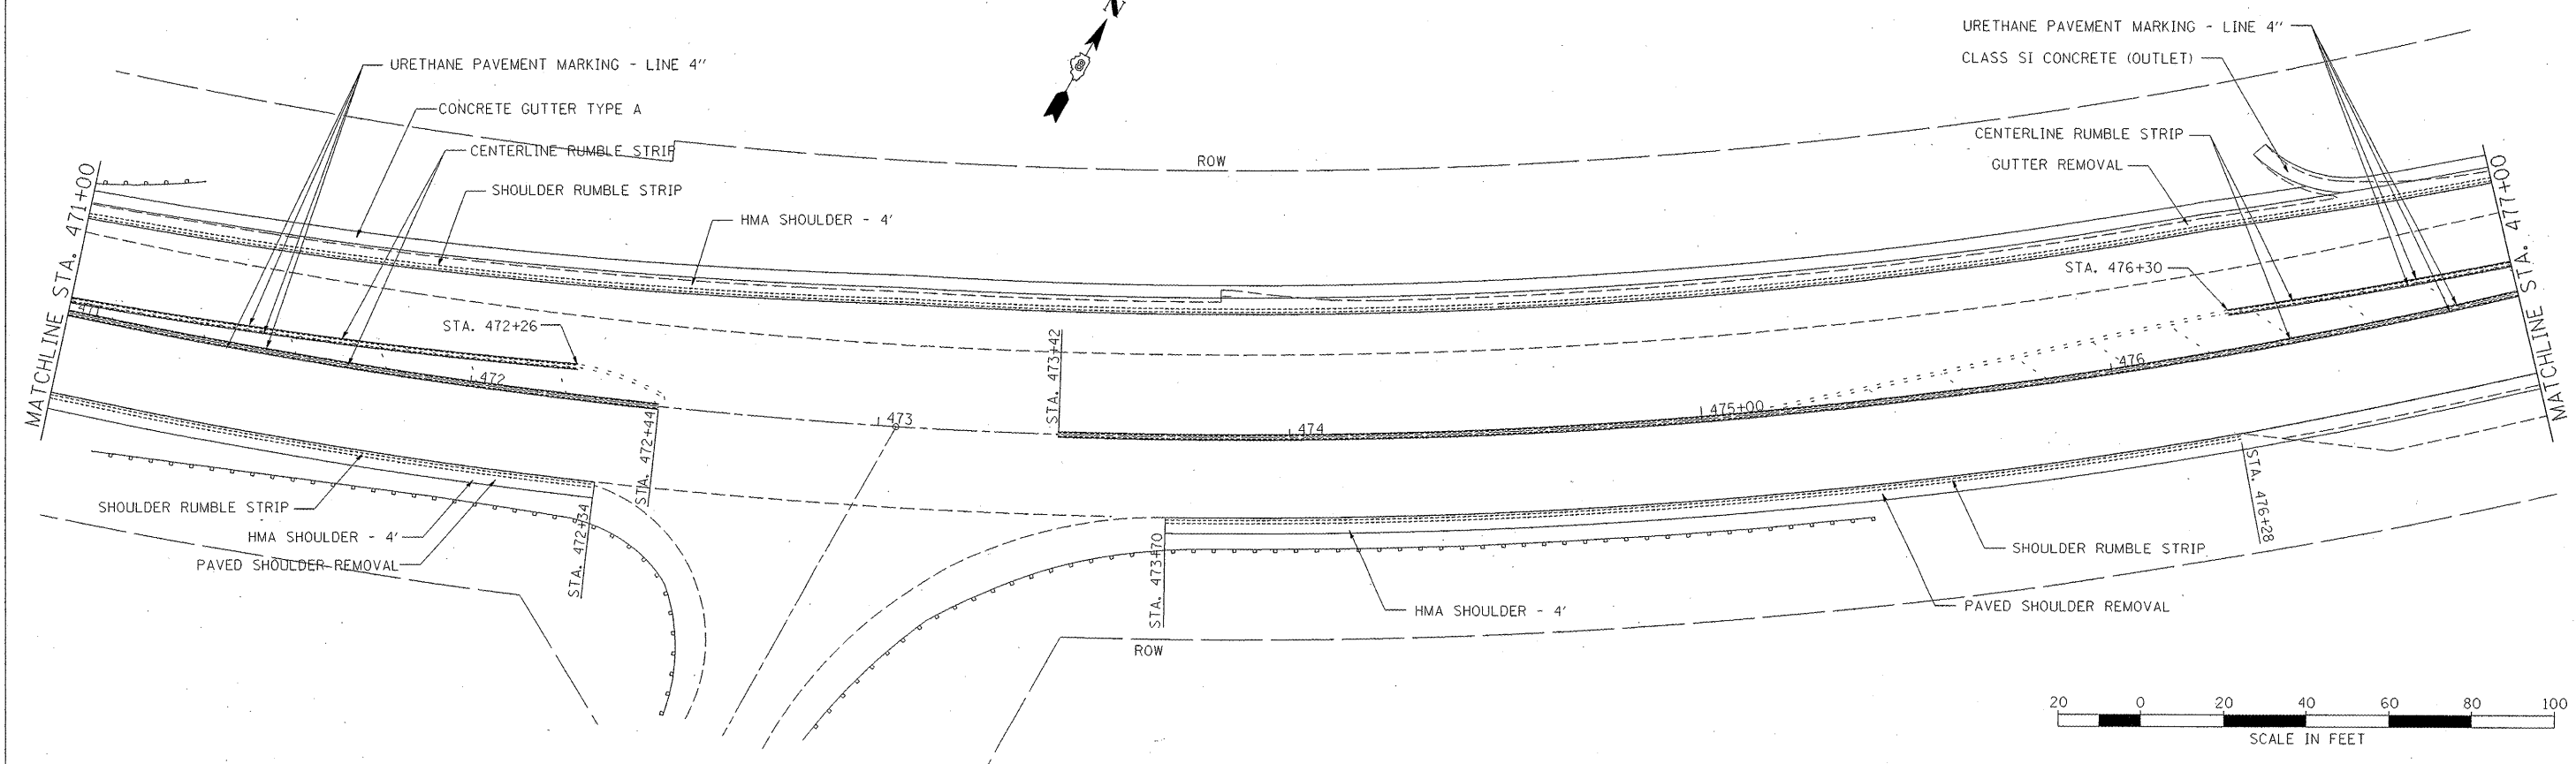 N
8
URETHANE PAVEMENT MARKING - LINE 4''
CLASS SI CONCRETE (OUTLET)
URETHANE PAVEMENT MARKING - LINE 4''
CONCRETE GUTTER TYPE A
CENTERLINE RUMBLE STRIP
SHOULDER RUMBLE STRIP
HMA SHOULDER - 4'
ROW
CENTERLINE RUMBLE STRIP
GUTTER REMOVAL
MATCHLINE STA. 471+00
MATCHLINE STA. 477+00
STA. 476+30
STA. 472+26
STA. 473+42
472
473
474
475+00
476
STA. 472+44
STA. 472+34
STA. 473+70
STA. 476+28
SHOULDER RUMBLE STRIP
HMA SHOULDER - 4'
PAVED SHOULDER REMOVAL
SHOULDER RUMBLE STRIP
HMA SHOULDER - 4'
PAVED SHOULDER REMOVAL
ROW
20 0 20 40 60 80 100
SCALE IN FEET